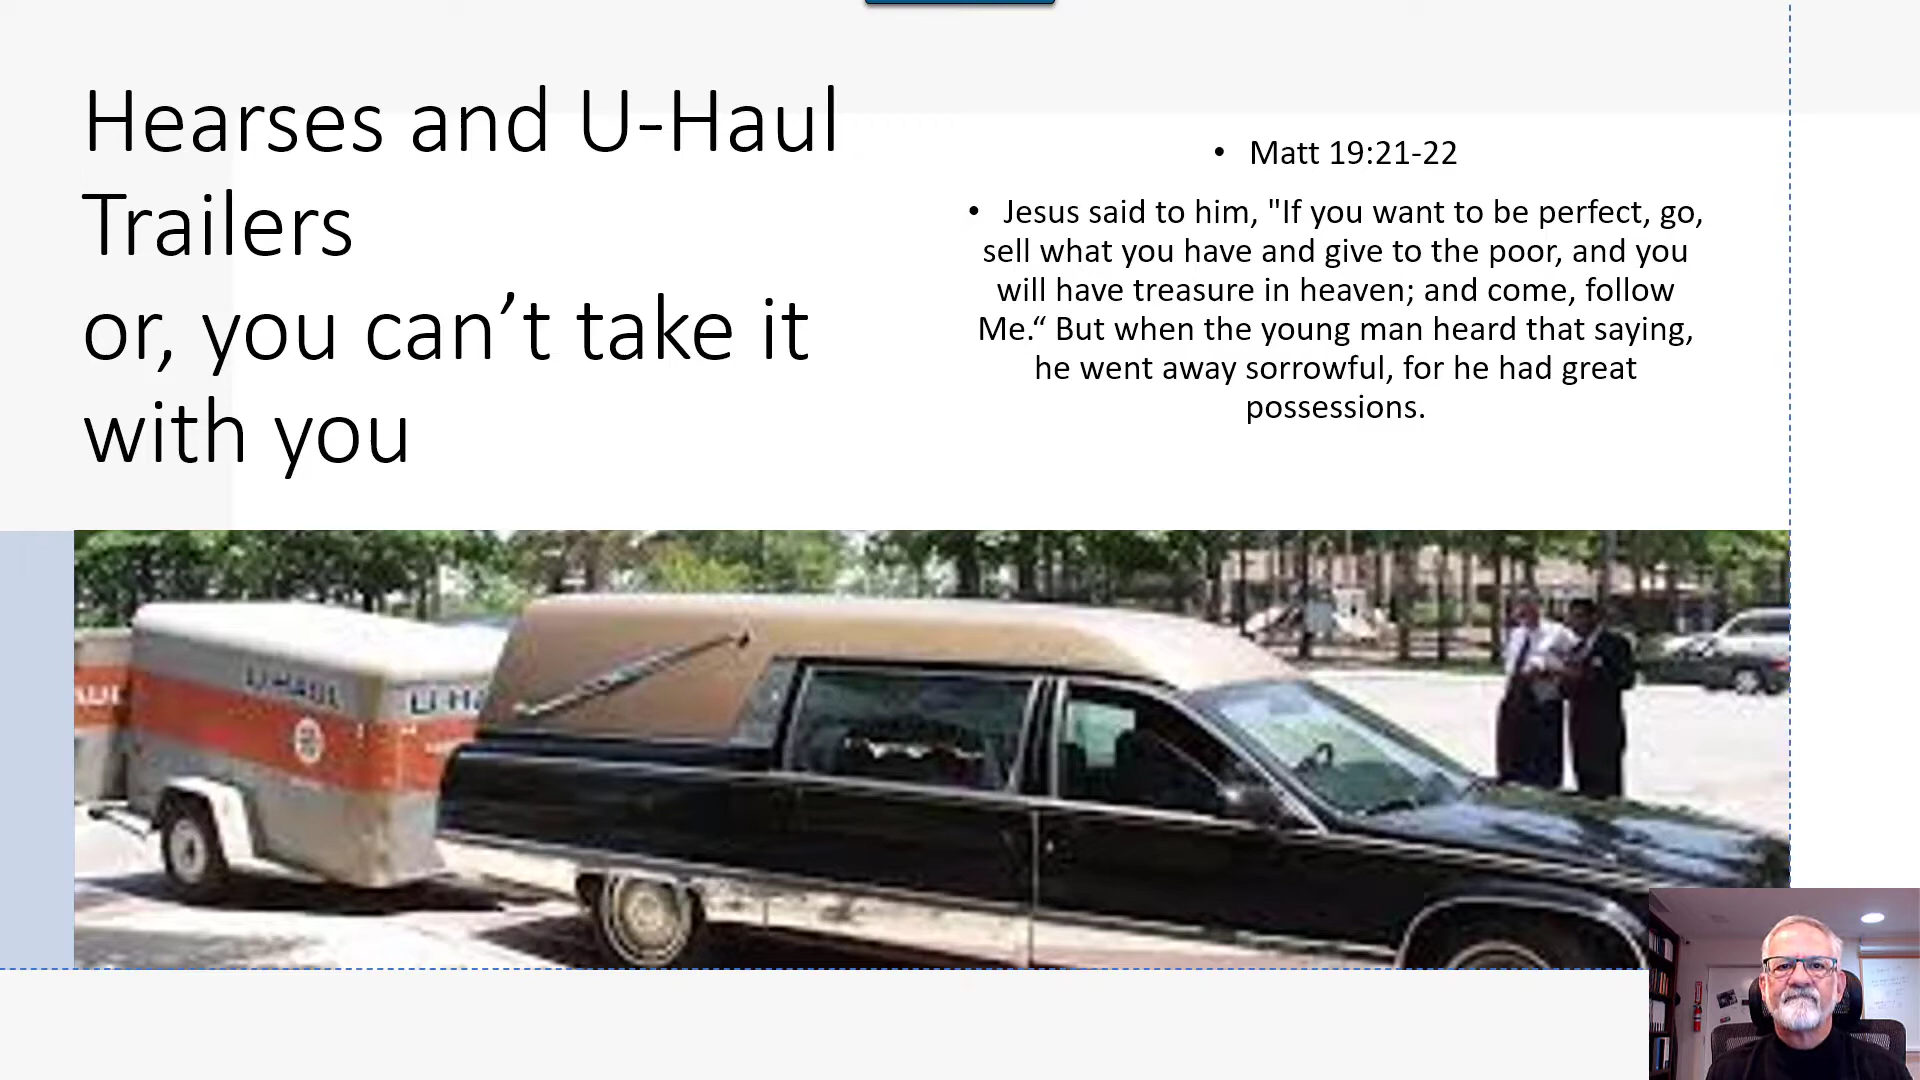 Hearses and U-Haul
Trailers
or, you can’t take it
with you
• Matt 19:21-22
• Jesus said to him, "If you want to be perfect, go,
sell what you have and give to the poor, and you
will have treasure in heaven; and come, follow
Me.“ But when the young man heard that saying,
he went away sorrowful, for he had great
possessions.
AUL
U-HAUL
U-HA